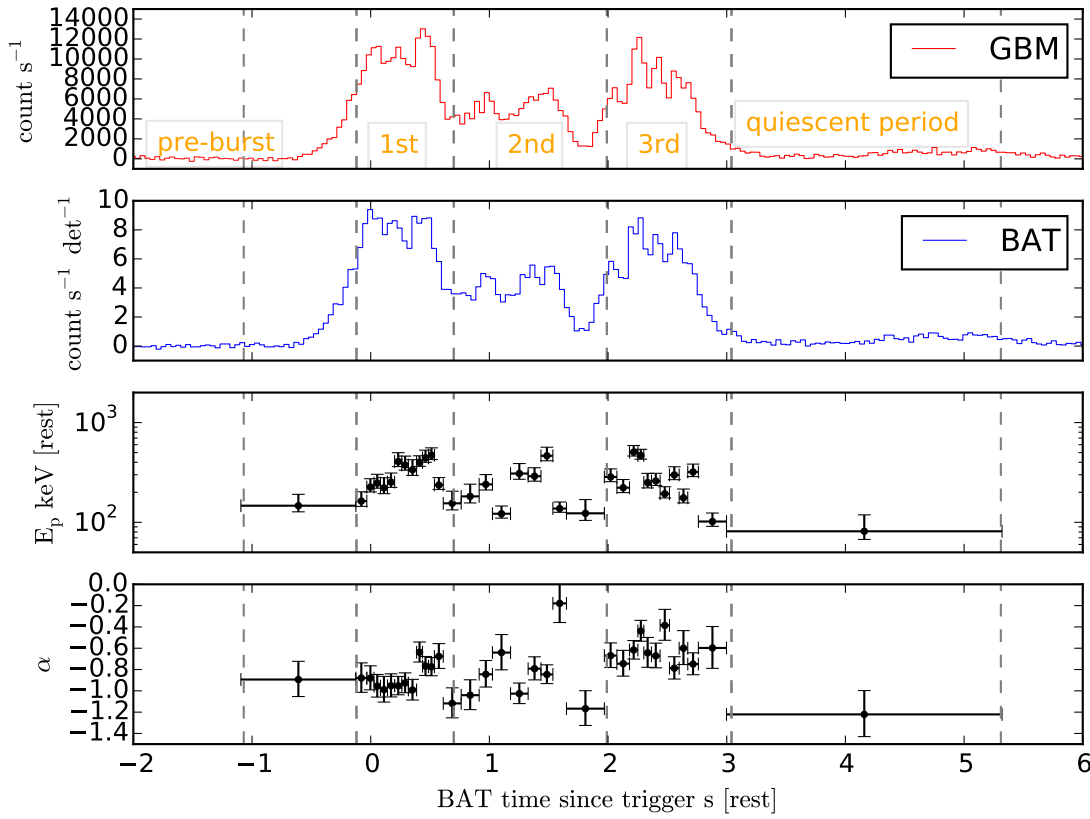 14000
12000
10000
8000
6000
4000
2000
0
count s⁻¹
GBM
pre-burst
1st
2nd
3rd
quiescent period
10
8
6
4
2
0
count s⁻¹ det⁻¹
BAT
10³
10²
Eₚ keV [rest]
0.0
−0.2
−0.4
−0.6
−0.8
−1.0
−1.2
−1.4
α
−2 −1 0 1 2 3 4 5 6
BAT time since trigger s [rest]